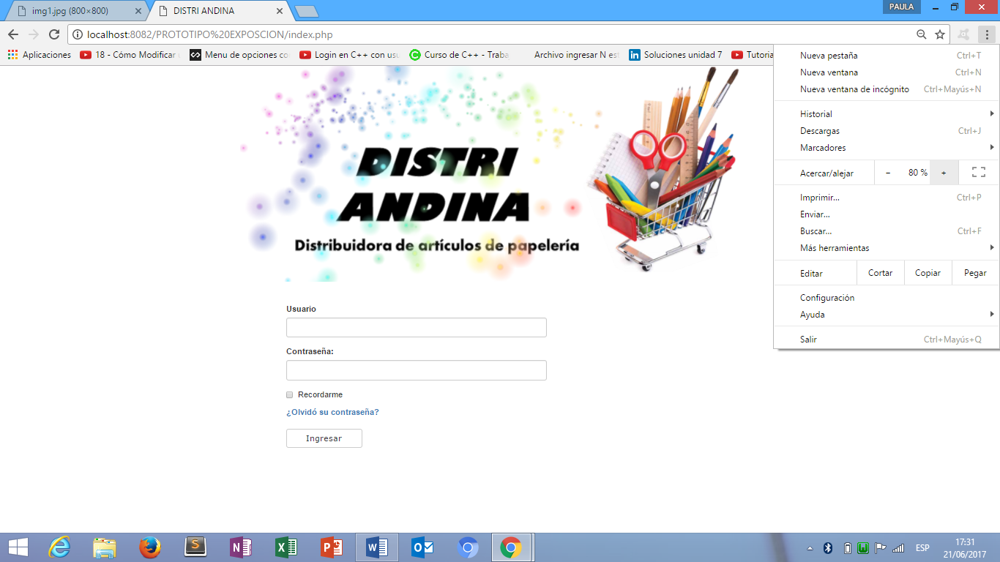 img1.jpg (800×800)
DISTRI ANDINA
PAULA
localhost:8082/PROTOTIPO%20EXPOSCION/index.php
Aplicaciones
18 - Cómo Modificar
Menu de opciones co
Login en C++ con usu
Curso de C++ - Traba
Archivo ingresar N es
Soluciones unidad 7
Tutoria
Nueva pestaña Ctrl+T
Nueva ventana Ctrl+N
Nueva ventana de incógnito Ctrl+Mayús+N
Historial
Descargas Ctrl+J
Marcadores
Acercar/alejar − 80 % +
Imprimir... Ctrl+P
Enviar...
Buscar... Ctrl+F
Más herramientas
Editar Cortar Copiar Pegar
Configuración
Ayuda
Salir Ctrl+Mayús+Q
DISTRI
ANDINA
Distribuidora de artículos de papelería
Usuario
Contraseña:
Recordarme
¿Olvidó su contraseña?
Ingresar
ESP
17:31
21/06/2017